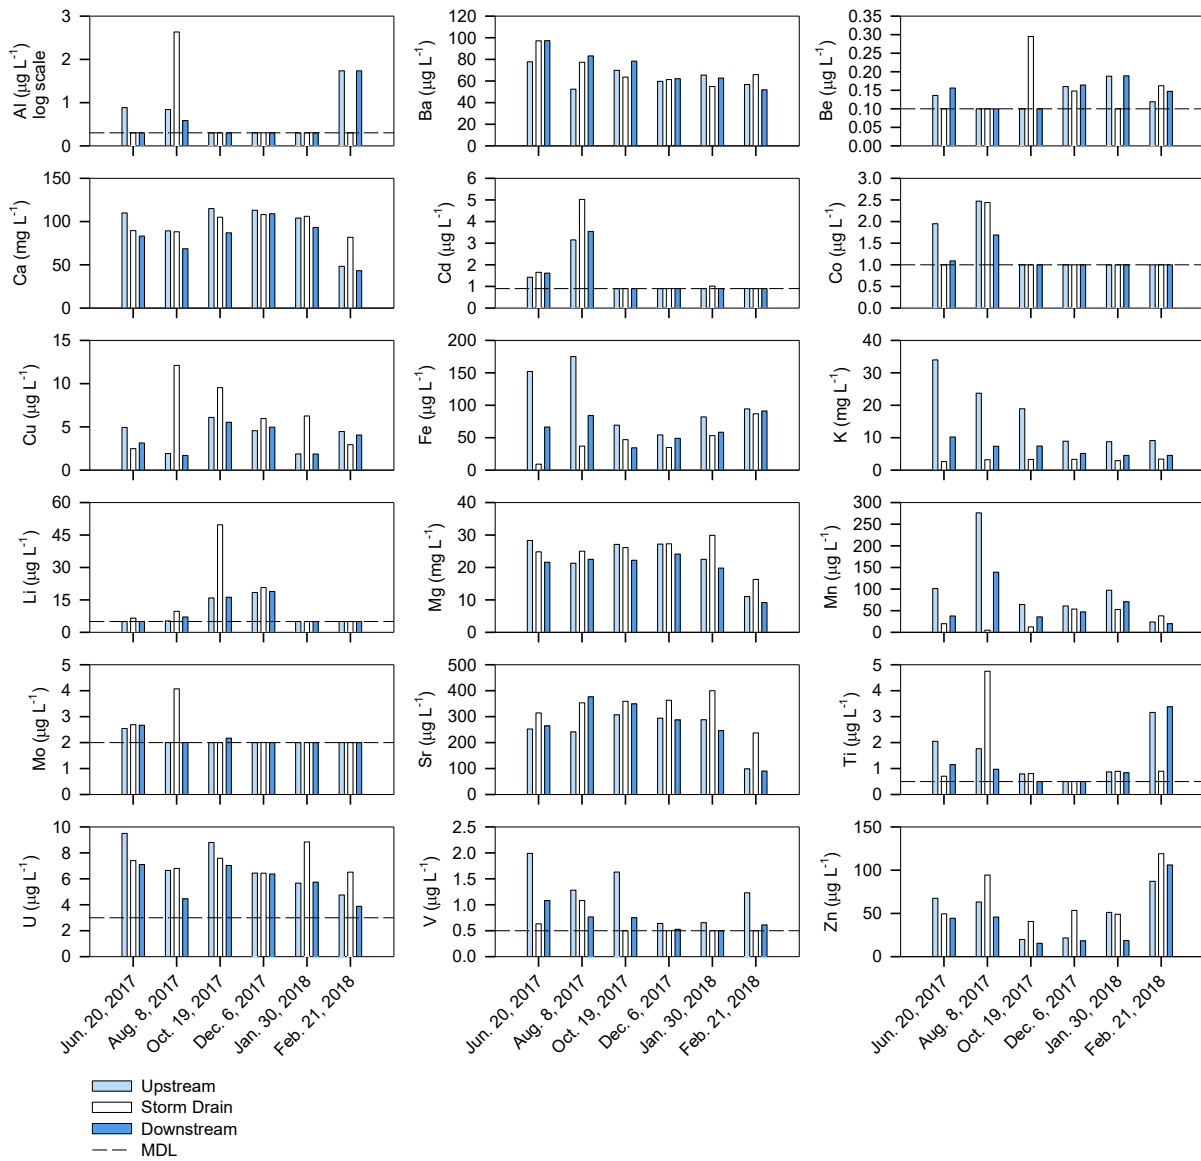 Al (µg L⁻¹)
log scale
3
2
1
0
Ba (µg L⁻¹)
120
100
80
60
40
20
0
Be (µg L⁻¹)
0.35
0.30
0.25
0.20
0.15
0.10
0.05
0.00
Ca (mg L⁻¹)
150
100
50
0
Cd (µg L⁻¹)
6
5
4
3
2
1
0
Co (µg L⁻¹)
3.0
2.5
2.0
1.5
1.0
0.5
0.0
Cu (µg L⁻¹)
15
10
5
0
Fe (µg L⁻¹)
200
150
100
50
0
K (mg L⁻¹)
40
30
20
10
0
Li (µg L⁻¹)
60
45
30
15
0
Mg (mg L⁻¹)
40
30
20
10
0
Mn (µg L⁻¹)
300
250
200
150
100
50
0
Mo (µg L⁻¹)
5
4
3
2
1
0
Sr (µg L⁻¹)
500
400
300
200
100
0
Ti (µg L⁻¹)
5
4
3
2
1
0
U (µg L⁻¹)
10
8
6
4
2
0
V (µg L⁻¹)
2.5
2.0
1.5
1.0
0.5
0.0
Zn (µg L⁻¹)
150
100
50
0
Jun. 20, 2017
Aug. 8, 2017
Oct. 19, 2017
Dec. 6, 2017
Jan. 30, 2018
Feb. 21, 2018
Jun. 20, 2017
Aug. 8, 2017
Oct. 19, 2017
Dec. 6, 2017
Jan. 30, 2018
Feb. 21, 2018
Jun. 20, 2017
Aug. 8, 2017
Oct. 19, 2017
Dec. 6, 2017
Jan. 30, 2018
Feb. 21, 2018
Upstream
Storm Drain
Downstream
MDL